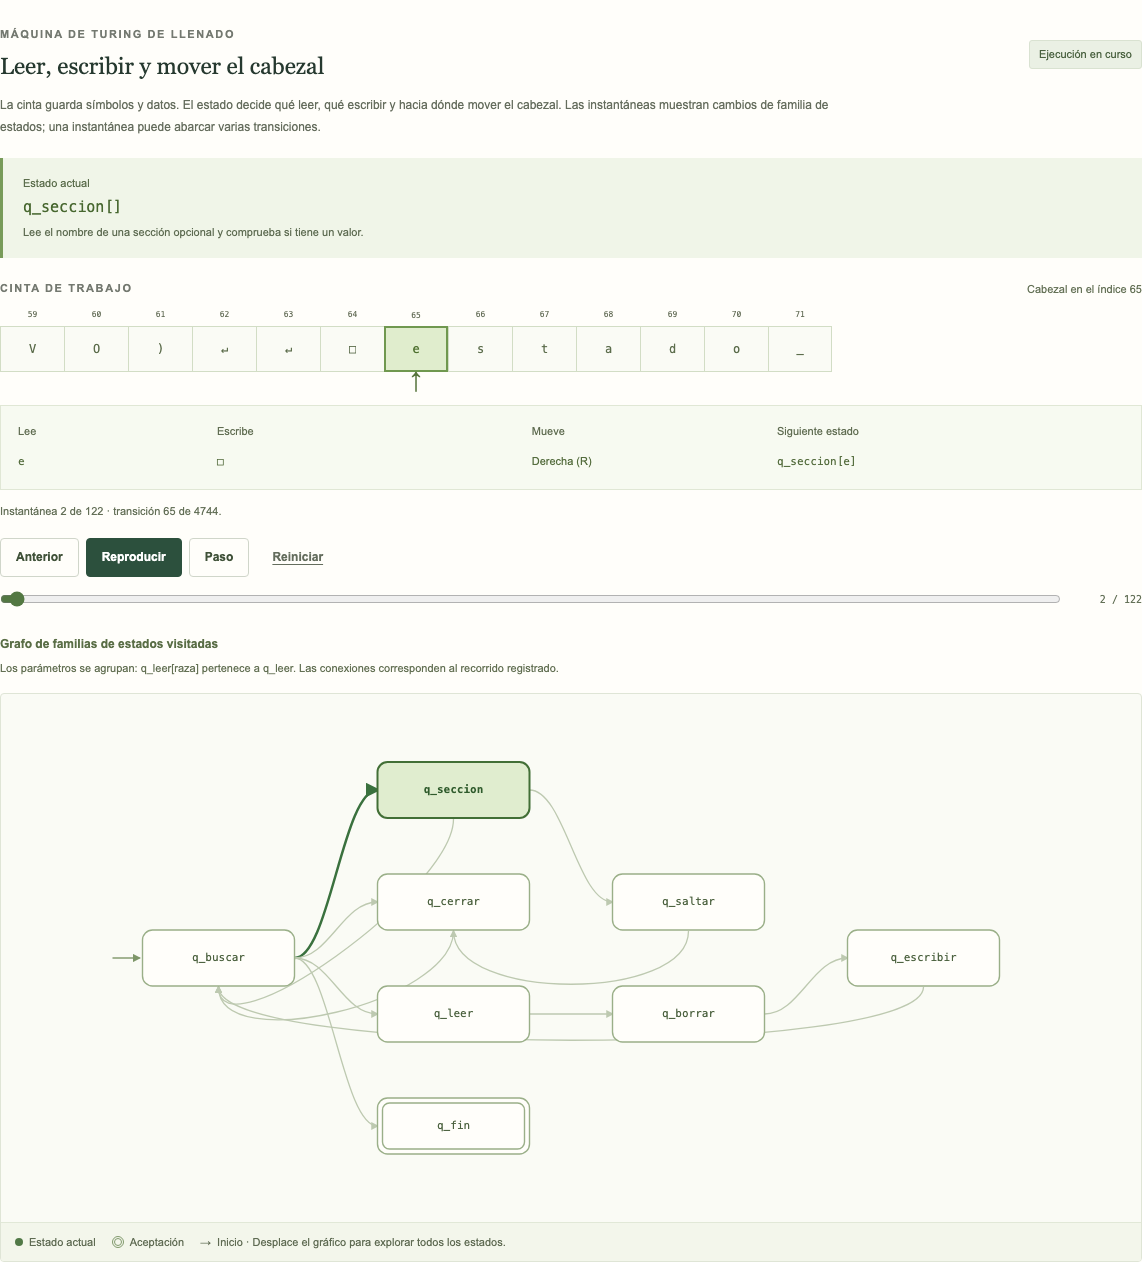 MÁQUINA DE TURING DE LLENADO
Leer, escribir y mover el cabezal
Ejecución en curso
La cinta guarda símbolos y datos. El estado decide qué leer, qué escribir y hacia dónde mover el cabezal. Las instantáneas muestran cambios de familia de
estados; una instantánea puede abarcar varias transiciones.
Estado actual
q_seccion[]
Lee el nombre de una sección opcional y comprueba si tiene un valor.
CINTA DE TRABAJO
Cabezal en el índice 65
59 60 61 62 63 64 65 66 67 68 69 70 71
V O ) ↵ ↵ □ e s t a d o _
Lee Escribe Mueve Siguiente estado
e □ Derecha (R) q_seccion[e]
Instantánea 2 de 122 · transición 65 de 4744.
Anterior Reproducir Paso Reiniciar
2 / 122
Grafo de familias de estados visitadas
Los parámetros se agrupan: q_leer[raza] pertenece a q_leer. Las conexiones corresponden al recorrido registrado.
q_seccion
q_cerrar
q_saltar
q_buscar
q_escribir
q_leer
q_borrar
q_fin
Estado actual Aceptación → Inicio · Desplace el gráfico para explorar todos los estados.